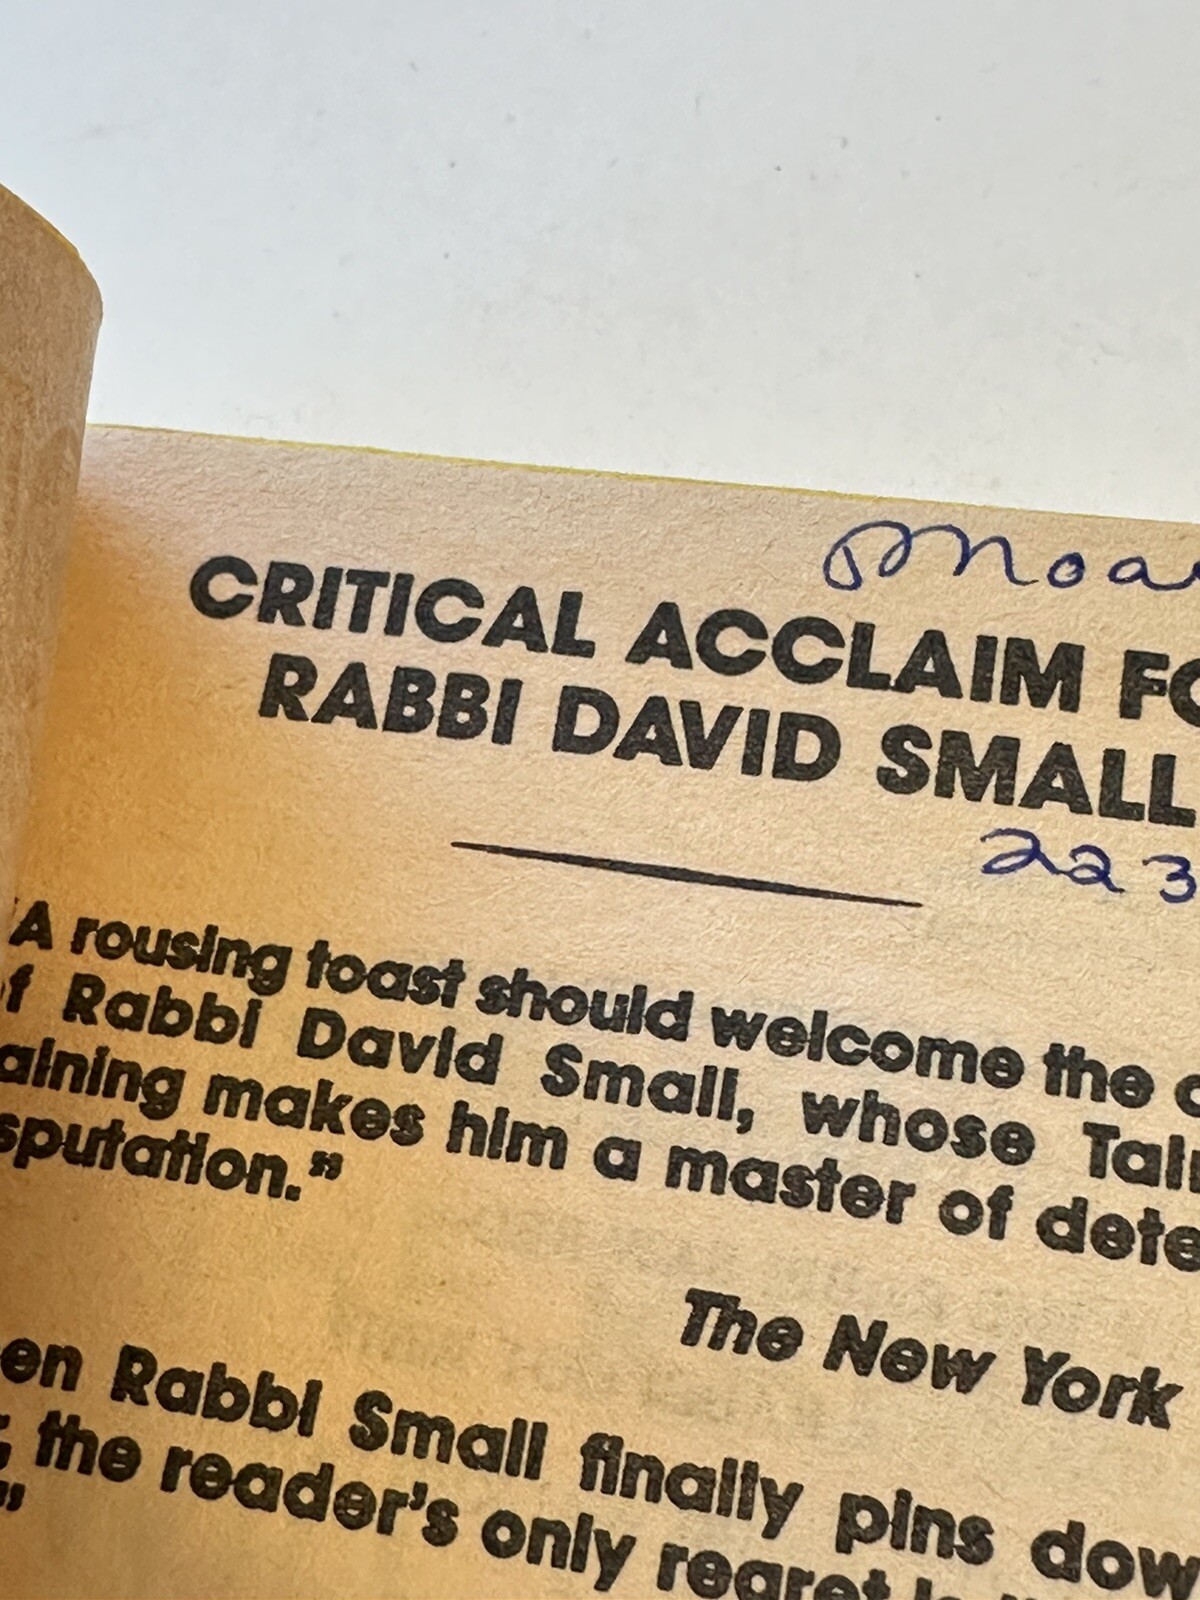 Moa
CRITICAL ACCLAIM FO
RABBI DAVID SMALL
223
"A rousing toast should welcome the
of Rabbi David Small, whose Tal
aining makes him a master of dete
sputation."
The New York
en Rabbi Small finally pins dow
the reader's only regret
"